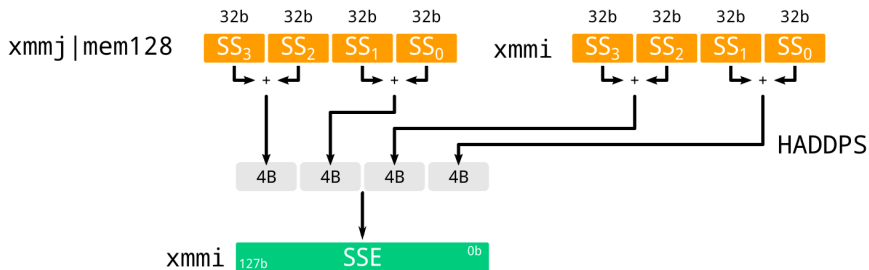 32b 32b 32b 32b 32b 32b 32b 32b
xmmj|mem128 SS3 SS2 SS1 SS0 xmmi SS3 SS2 SS1 SS0
+ + + +
HADDPS
4B 4B 4B 4B
xmmi 127b SSE 0b